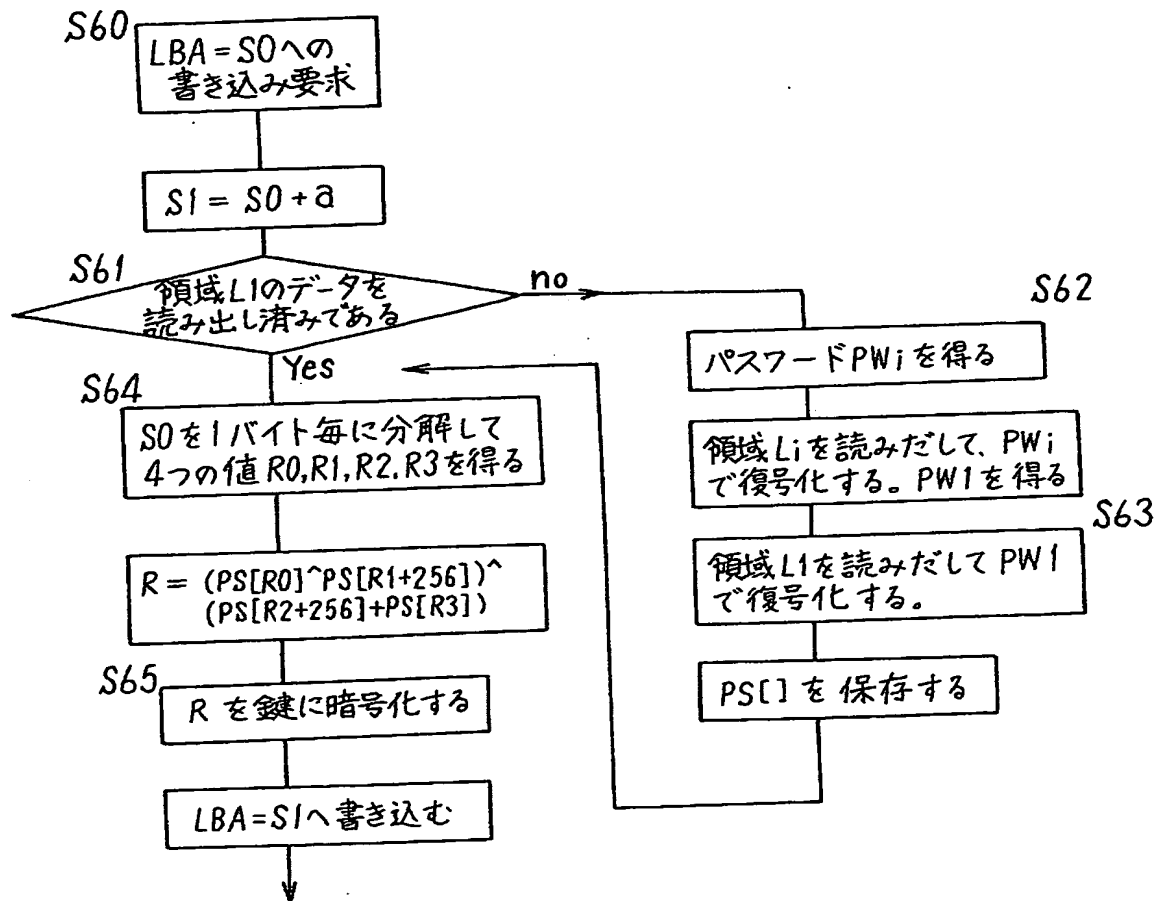 S60
LBA=S0への
書き込み要求
S1=S0+a
S61
領域L1のデータを
読み出し済みである
no
Yes
S62
パスワードPWiを得る
領域Liを読みだして、PWi
で復号化する。PW1を得る
S63
領域L1を読みだしてPW1
で復号化する。
PS[]を保存する
S64
S0を1バイト毎に分解して
4つの値R0,R1,R2,R3を得る
R=(PS[R0]^PS[R1+256])^
(PS[R2+256]+PS[R3])
S65
Rを鍵に暗号化する
LBA=S1へ書き込む